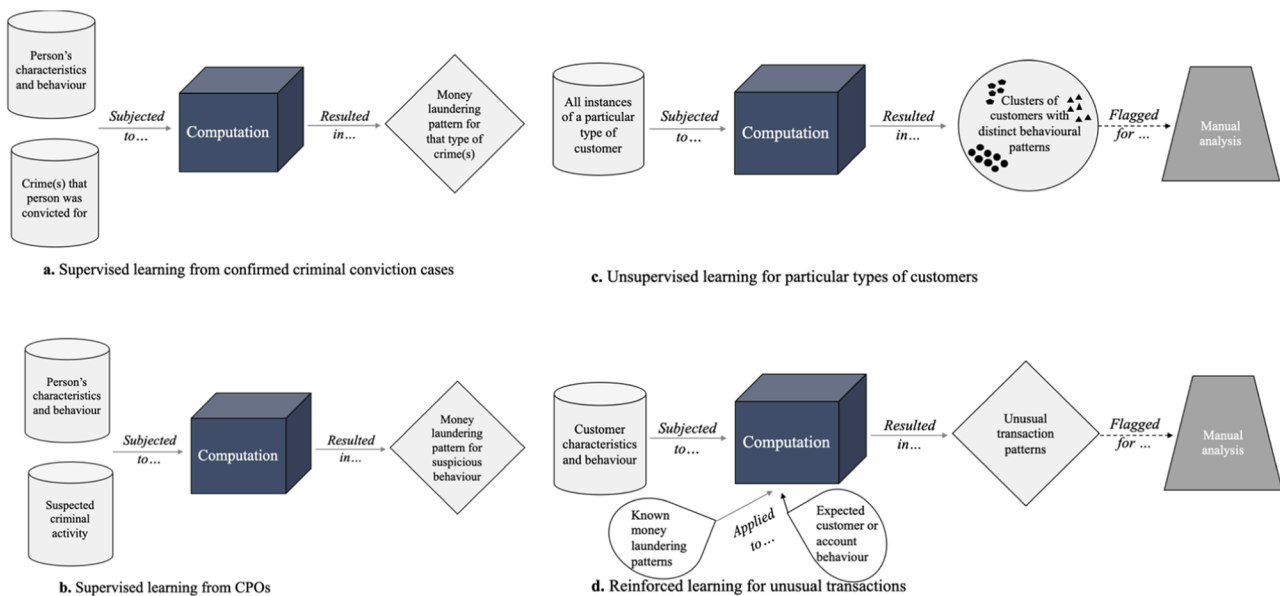 Person's
characteristics
and behaviour
Crime(s) that
person was
convicted for
Subjected
to…
Computation
Resulted
in…
Money
laundering
pattern for
that type of
crime(s)
a. Supervised learning from confirmed criminal conviction cases
All instances
of a particular
type of
customer
Subjected
to…
Computation
Resulted
in…
Clusters of
customers with
distinct behavioural
patterns
Flagged
for …
Manual
analysis
c. Unsupervised learning for particular types of customers
Person's
characteristics
and behaviour
Suspected
criminal
activity
Subjected
to…
Computation
Resulted
in…
Money
laundering
pattern for
suspicious
behaviour
b. Supervised learning from CPOs
Customer
characteristics
and behaviour
Subjected
to…
Computation
Known
money
laundering
patterns
Applied
to…
Expected
customer or
account
behaviour
Resulted
in…
Unusual
transaction
patterns
Flagged
for …
Manual
analysis
d. Reinforced learning for unusual transactions